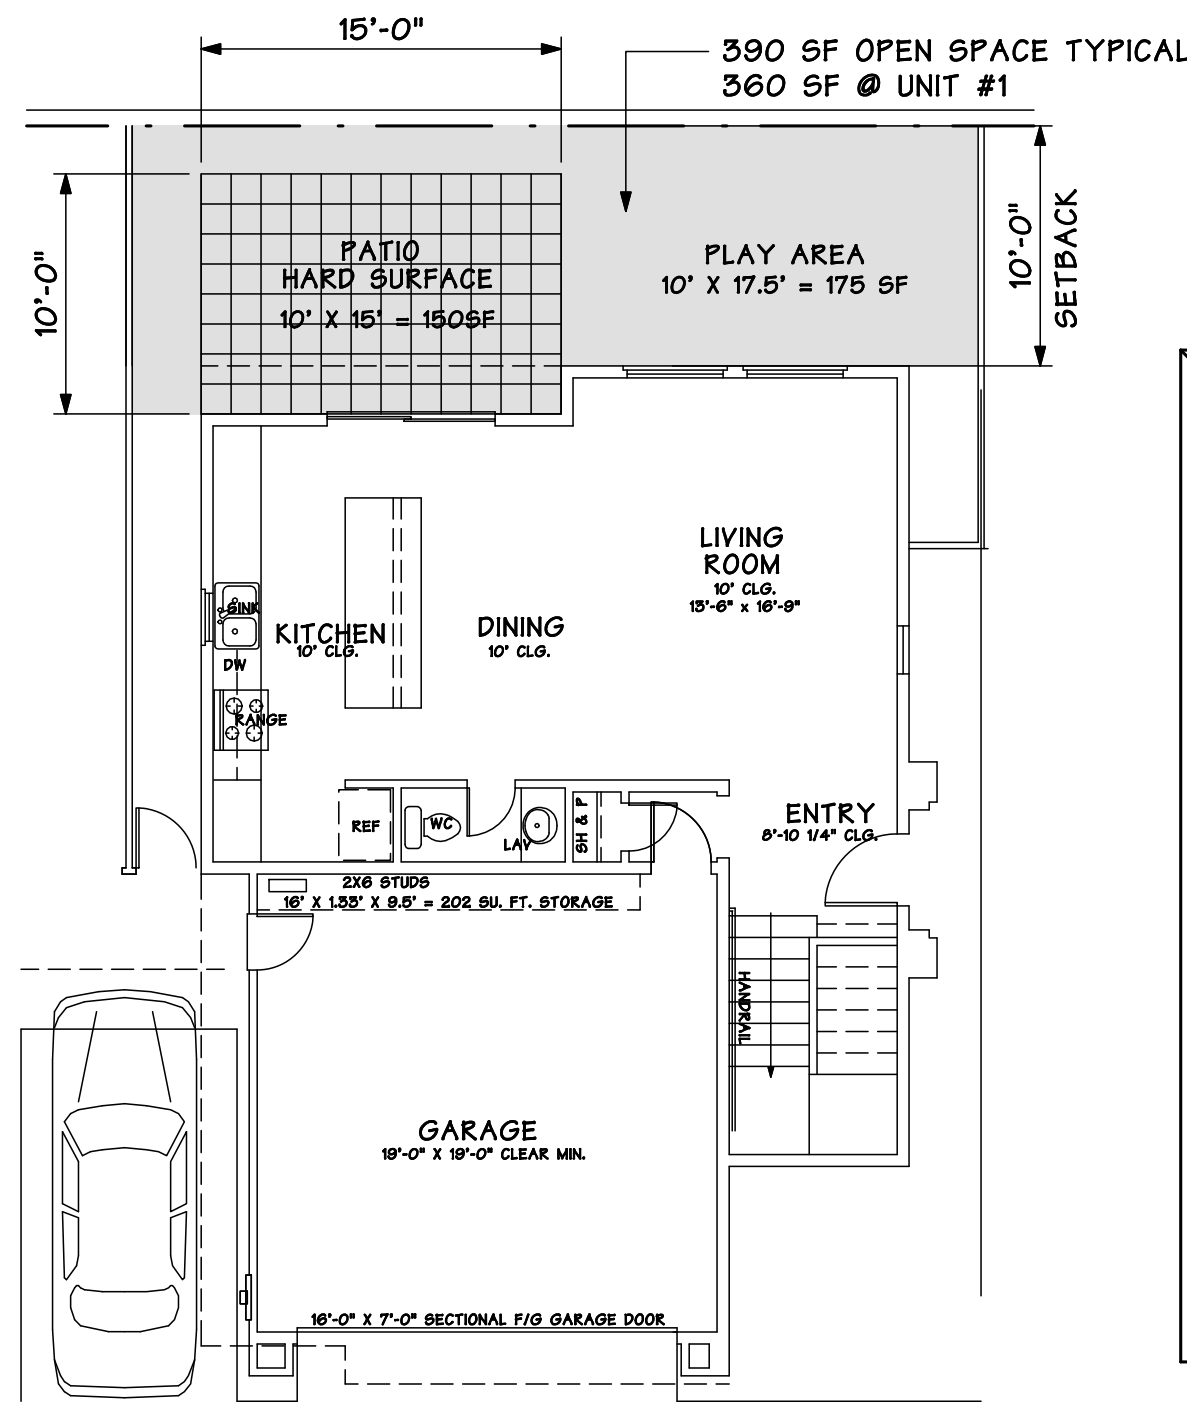 15'-0"
390 SF OPEN SPACE TYPICAL
360 SF @ UNIT #1
10'-0"
PATIO
HARD SURFACE
10' X 15' = 150SF
PLAY AREA
10' X 17.5' = 175 SF
10'-0"
SETBACK
LIVING
ROOM
10' CLG.
13'-6" x 16'-9"
SINK
KITCHEN
10' CLG.
DINING
10' CLG.
DW
RANGE
REF
WC
LAV
SH & P
ENTRY
8'-10 1/4" CLG.
2X6 STUDS
16' X 1.33' X 9.5' = 202 SU. FT. STORAGE
HANDRAIL
GARAGE
19'-0" X 19'-0" CLEAR MIN.
16'-0" X 7'-0" SECTIONAL F/G GARAGE DOOR